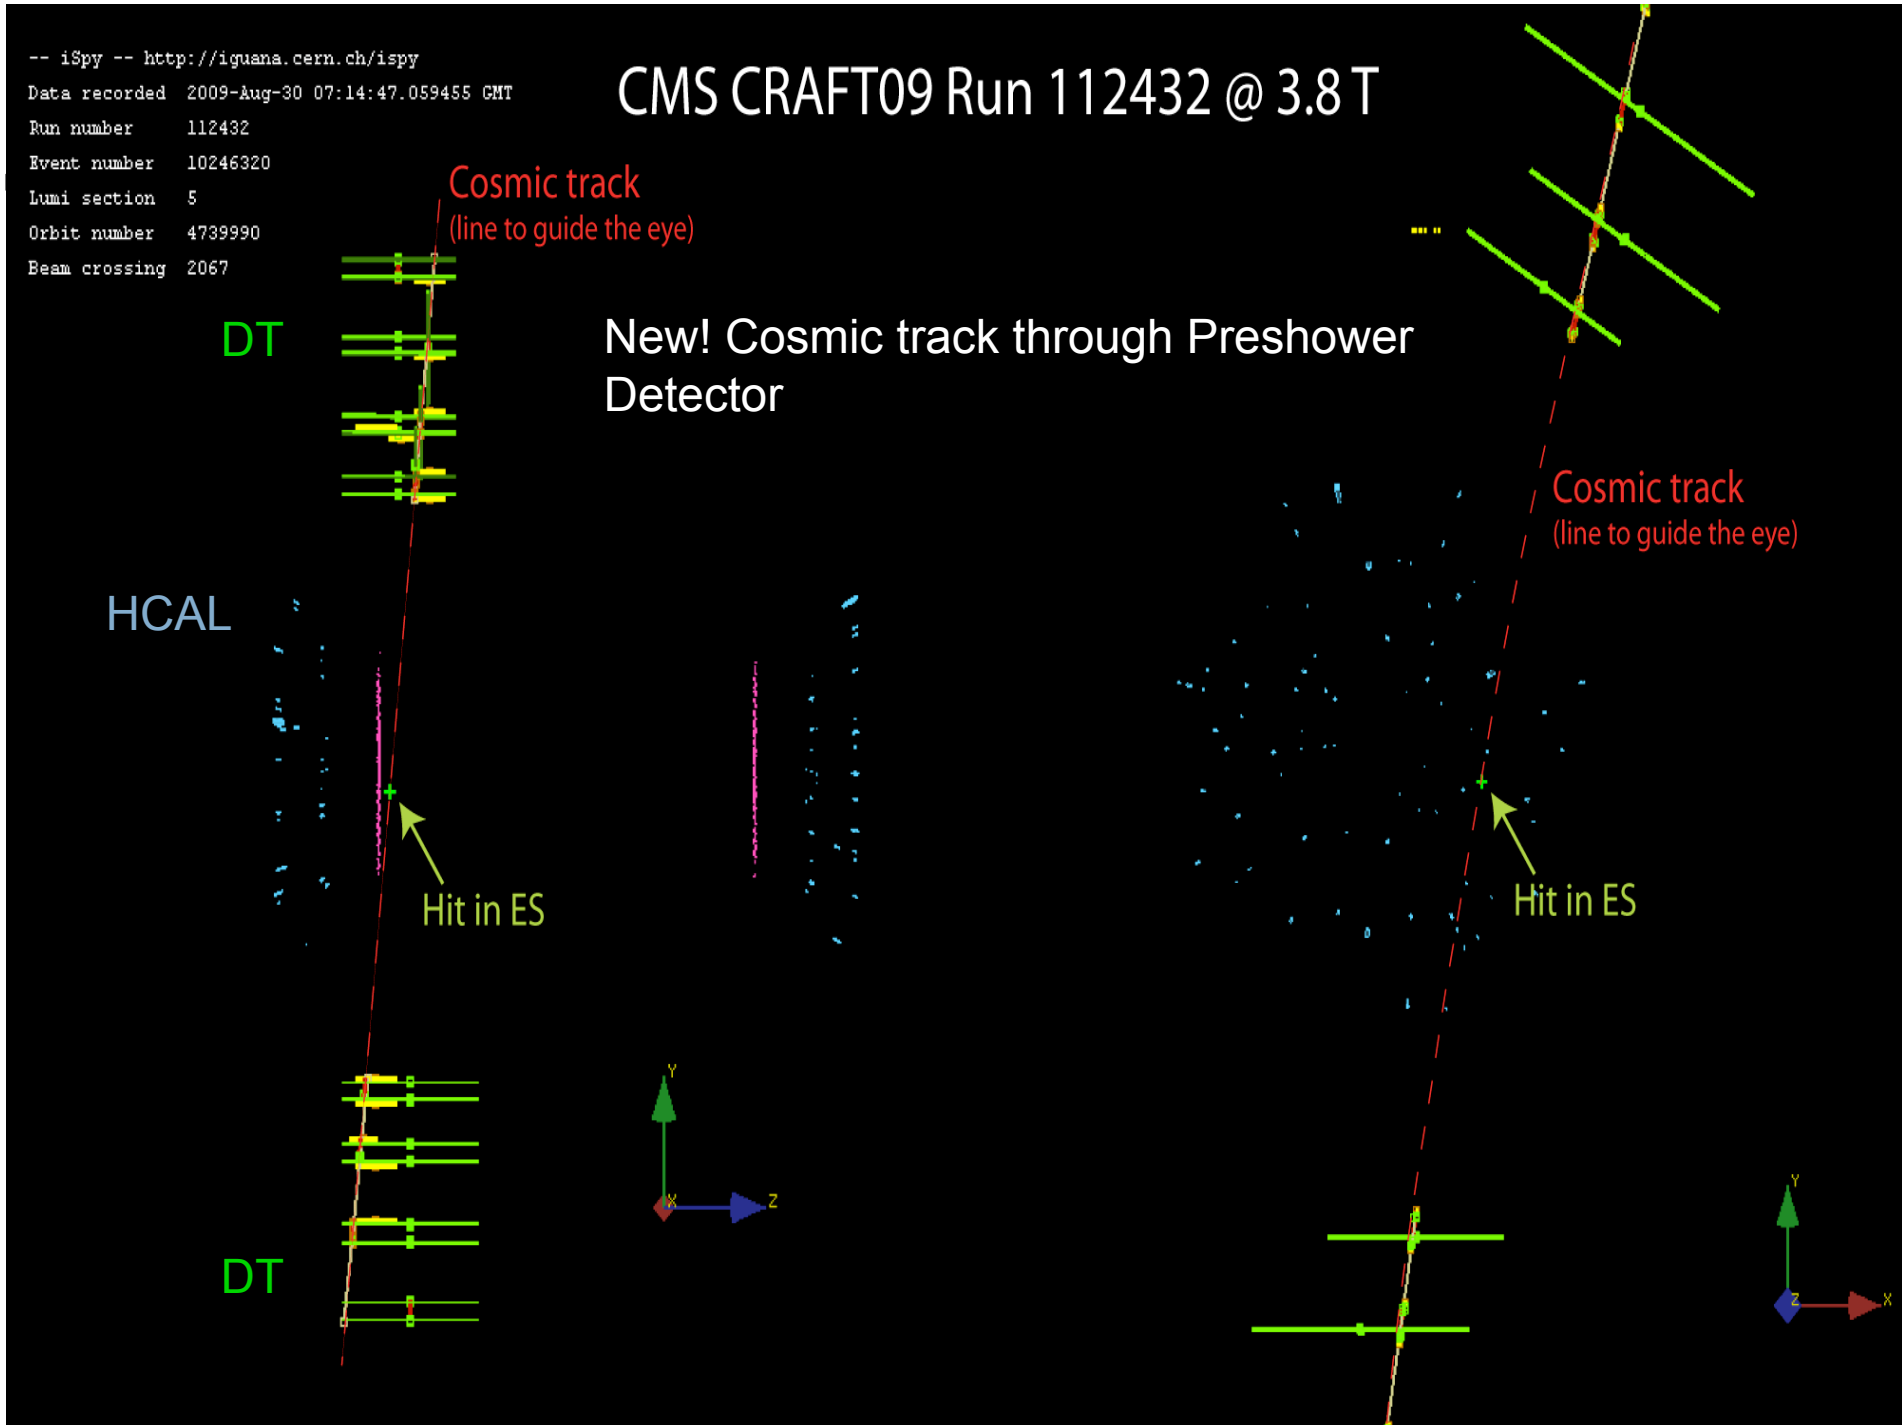 -- iSpy -- http://iguana.cern.ch/ispy
Data recorded 2009-Aug-30 07:14:47.059455 GMT
Run number 112432
Event number 10246320
Lumi section 5
Orbit number 4739990
Beam crossing 2067
CMS CRAFT09 Run 112432 @ 3.8 T
Cosmic track
(line to guide the eye)
DT
New! Cosmic track through Preshower
Detector
Cosmic track
(line to guide the eye)
HCAL
Hit in ES
Hit in ES
DT
Y
X
Z
Y
Z
X